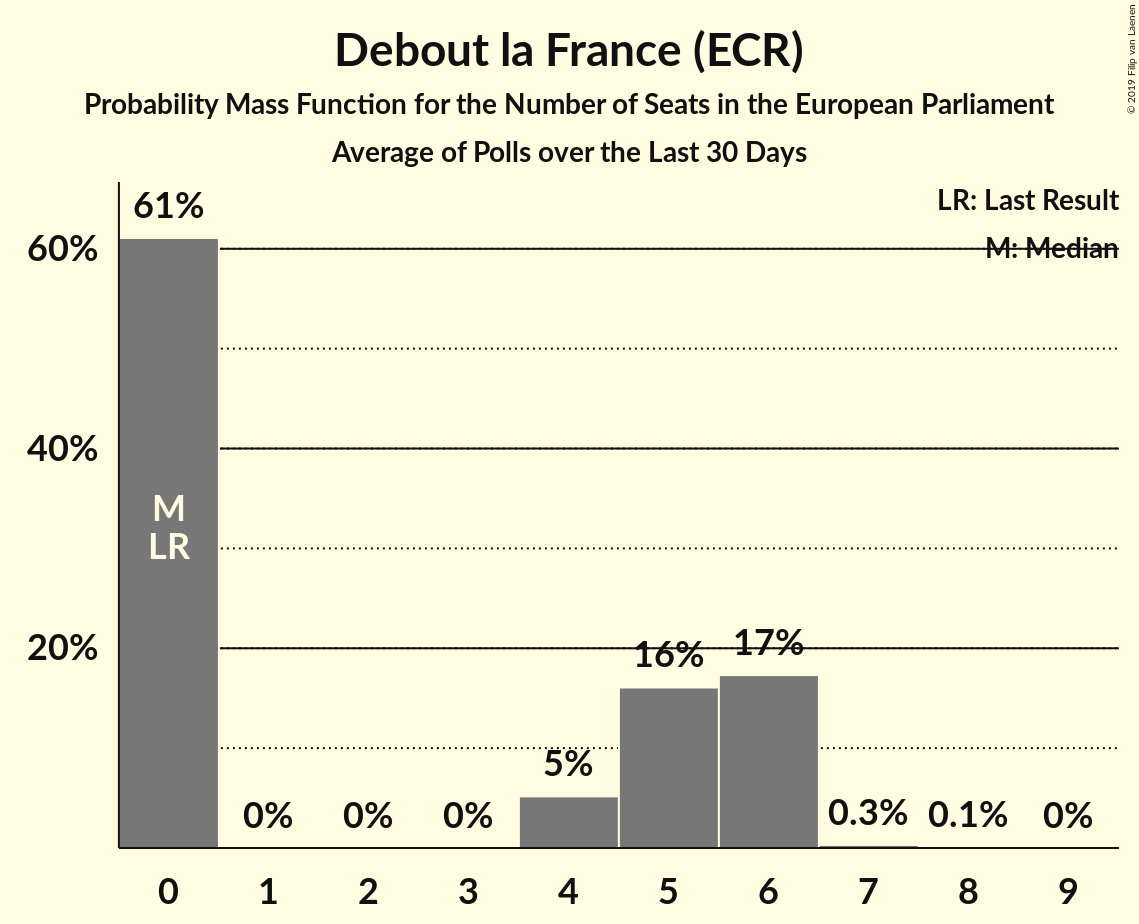 Debout la France (ECR)
Probability Mass Function for the Number of Seats in the European Parliament
Average of Polls over the Last 30 Days
© 2019 Filip van Laenen
LR: Last Result
M: Median
61%
60%
40%
M
LR
20%
16%
17%
5%
0%
0%
0%
0.3%
0.1%
0%
0
1
2
3
4
5
6
7
8
9